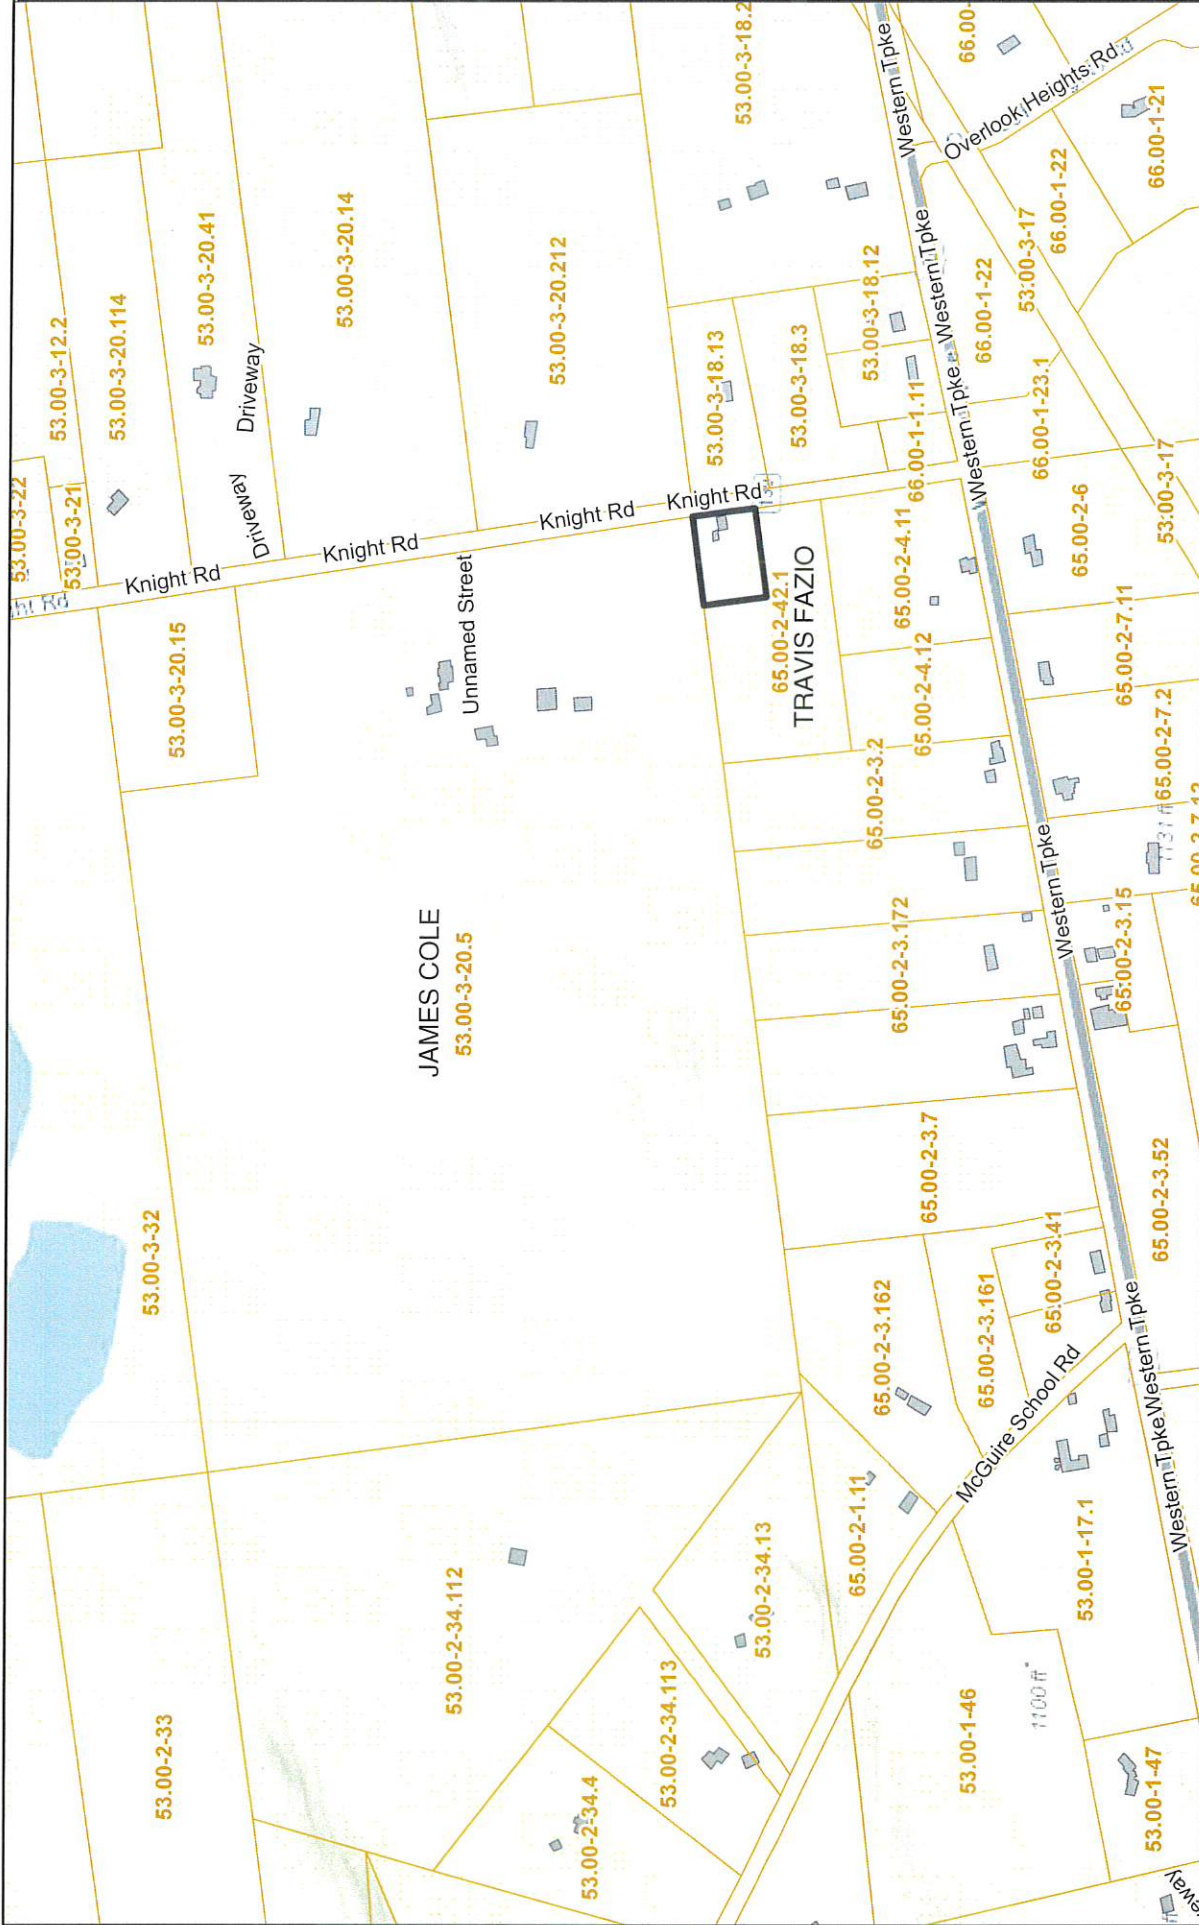 53.00-3-22
53.00-3-21
53.00-3-12.2
53.00-3-20.114
53.00-3-20.41
Driveway
Driveway
53.00-3-20.14
53.00-3-20.212
53.00-3-18.2
Knight Rd
Knight Rd
Knight Rd
Knight Rd
53.00-3-20.15
Unnamed Street
JAMES COLE
53.00-3-20.5
53.00-3-32
53.00-2-33
53.00-2-34.112
53.00-2-34.113
53.00-2-34.4
53.00-2-34.13
65.00-2-1.11
McGuire School Rd
65.00-2-3.162
65.00-2-3.161
65.00-2-3.41
65.00-2-3.7
65.00-2-3.172
65.00-2-3.2
65.00-2-42.1
TRAVIS FAZIO
65.00-2-4.12
65.00-2-4.11
53.00-3-18.13
53.00-3-18.3
53.00-3-18.12
66.00-1-1.11
Western Tpke
Western Tpke
Western Tpke
Western Tpke
Western Tpke
Western Tpke
Western Tpke
Western Tpke
Western Tpke
Overlook Heights Rd
66.00-1-21
66.00-1-22
66.00-1-22
53.00-3-17
66.00-1-23.1
53.00-3-17
65.00-2-6
65.00-2-7.11
65.00-2-7.2
1131 ft
65.00-2-3.15
65.00-2-3.52
53.00-1-17.1
53.00-1-46
1100 ft
53.00-1-47